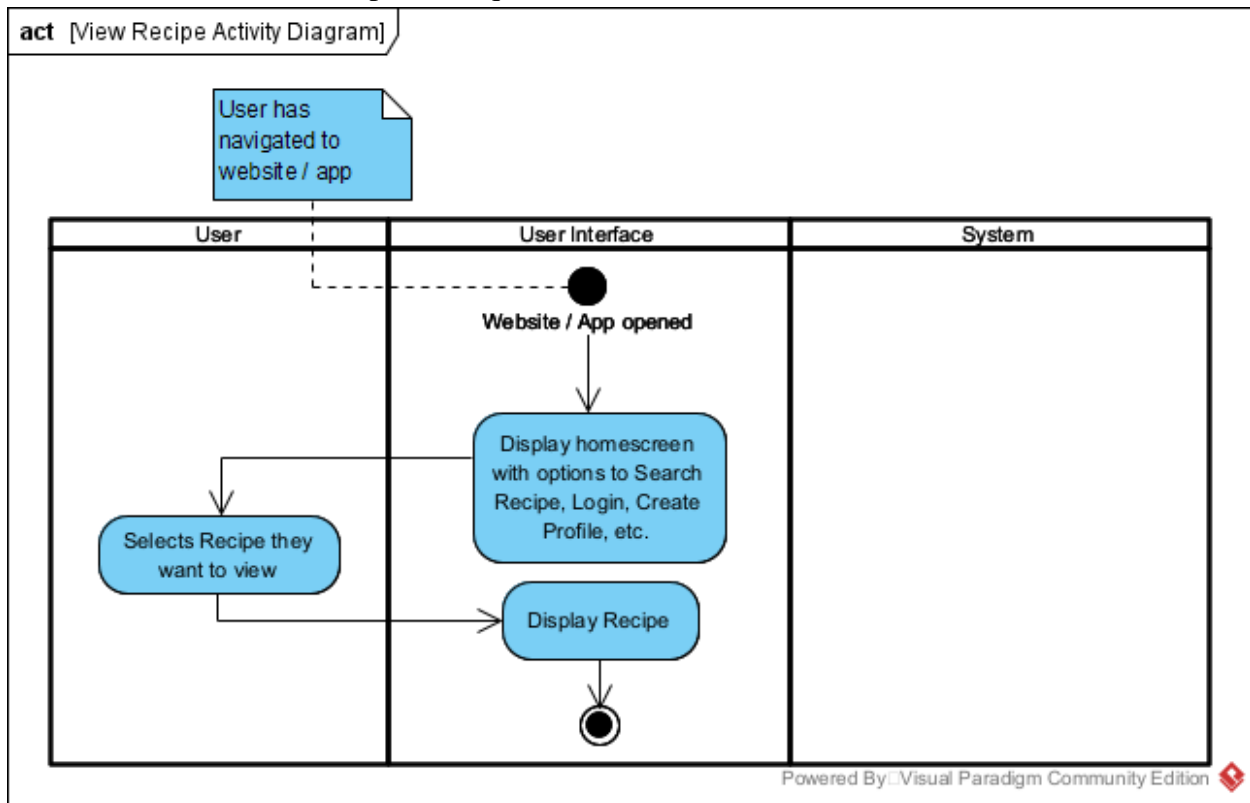 act [View Recipe Activity Diagram]
User has
navigated to
website / app
User
User Interface
System
Website / App opened
Display homescreen
with options to Search
Recipe, Login, Create
Profile, etc.
Selects Recipe they
want to view
Display Recipe
Powered By Visual Paradigm Community Edition